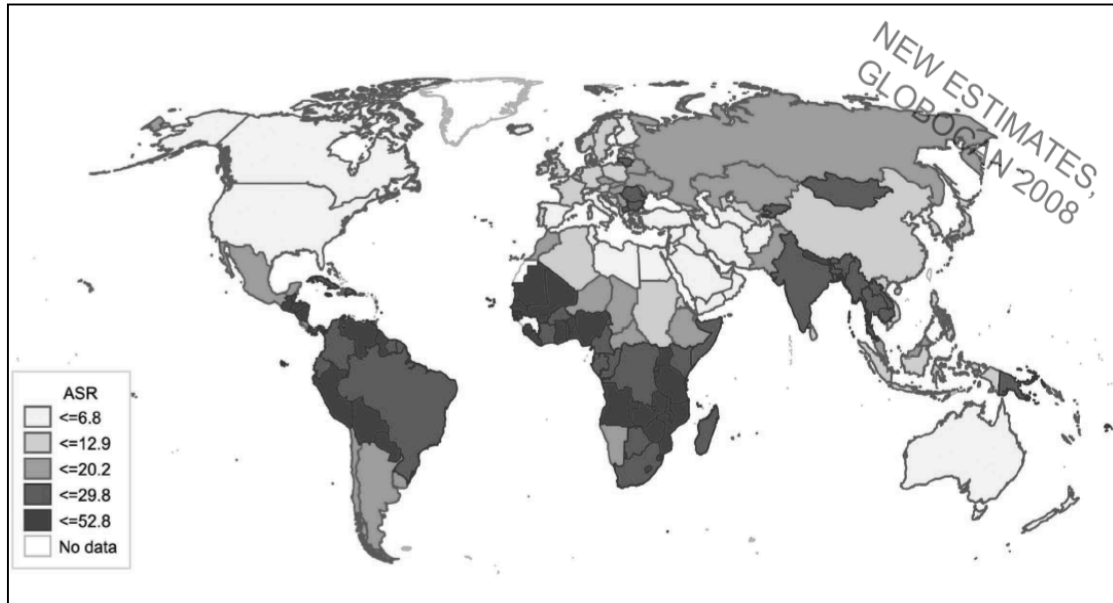 NEW ESTIMATES,
GLOBOCAN 2008
ASR
<=6.8
<=12.9
<=20.2
<=29.8
<=52.8
No data